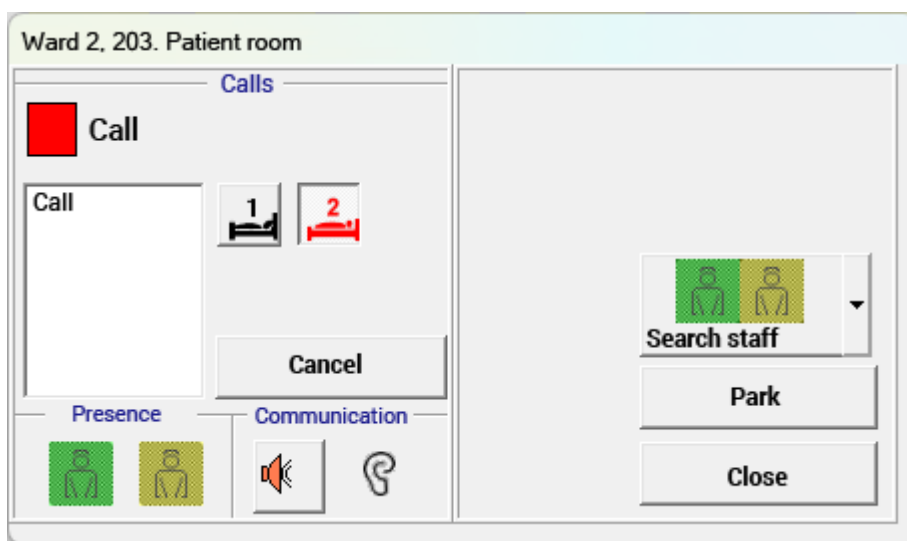 Ward 2, 203. Patient room
Calls
Call
Call
1 2
Cancel
Presence
Communication
Search staff
Park
Close